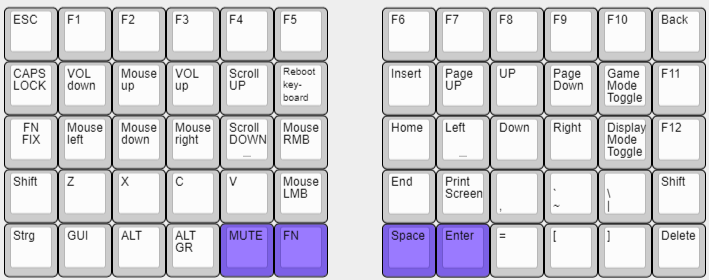 ESC F1 F2 F3 F4 F5 F6 F7 F8 F9 F10 Back
CAPS LOCK VOL down Mouse up VOL up Scroll UP Reboot key- board Insert Page UP UP Page Down Game Mode Toggle F11
FN FIX Mouse left Mouse down Mouse right Scroll DOWN _ Mouse RMB Home Left _ Down Right Display Mode Toggle F12
Shift Z X C V Mouse LMB End Print Screen , ` ~ \ | Shift
Strg GUI ALT ALT GR MUTE FN Space Enter = [ ] Delete